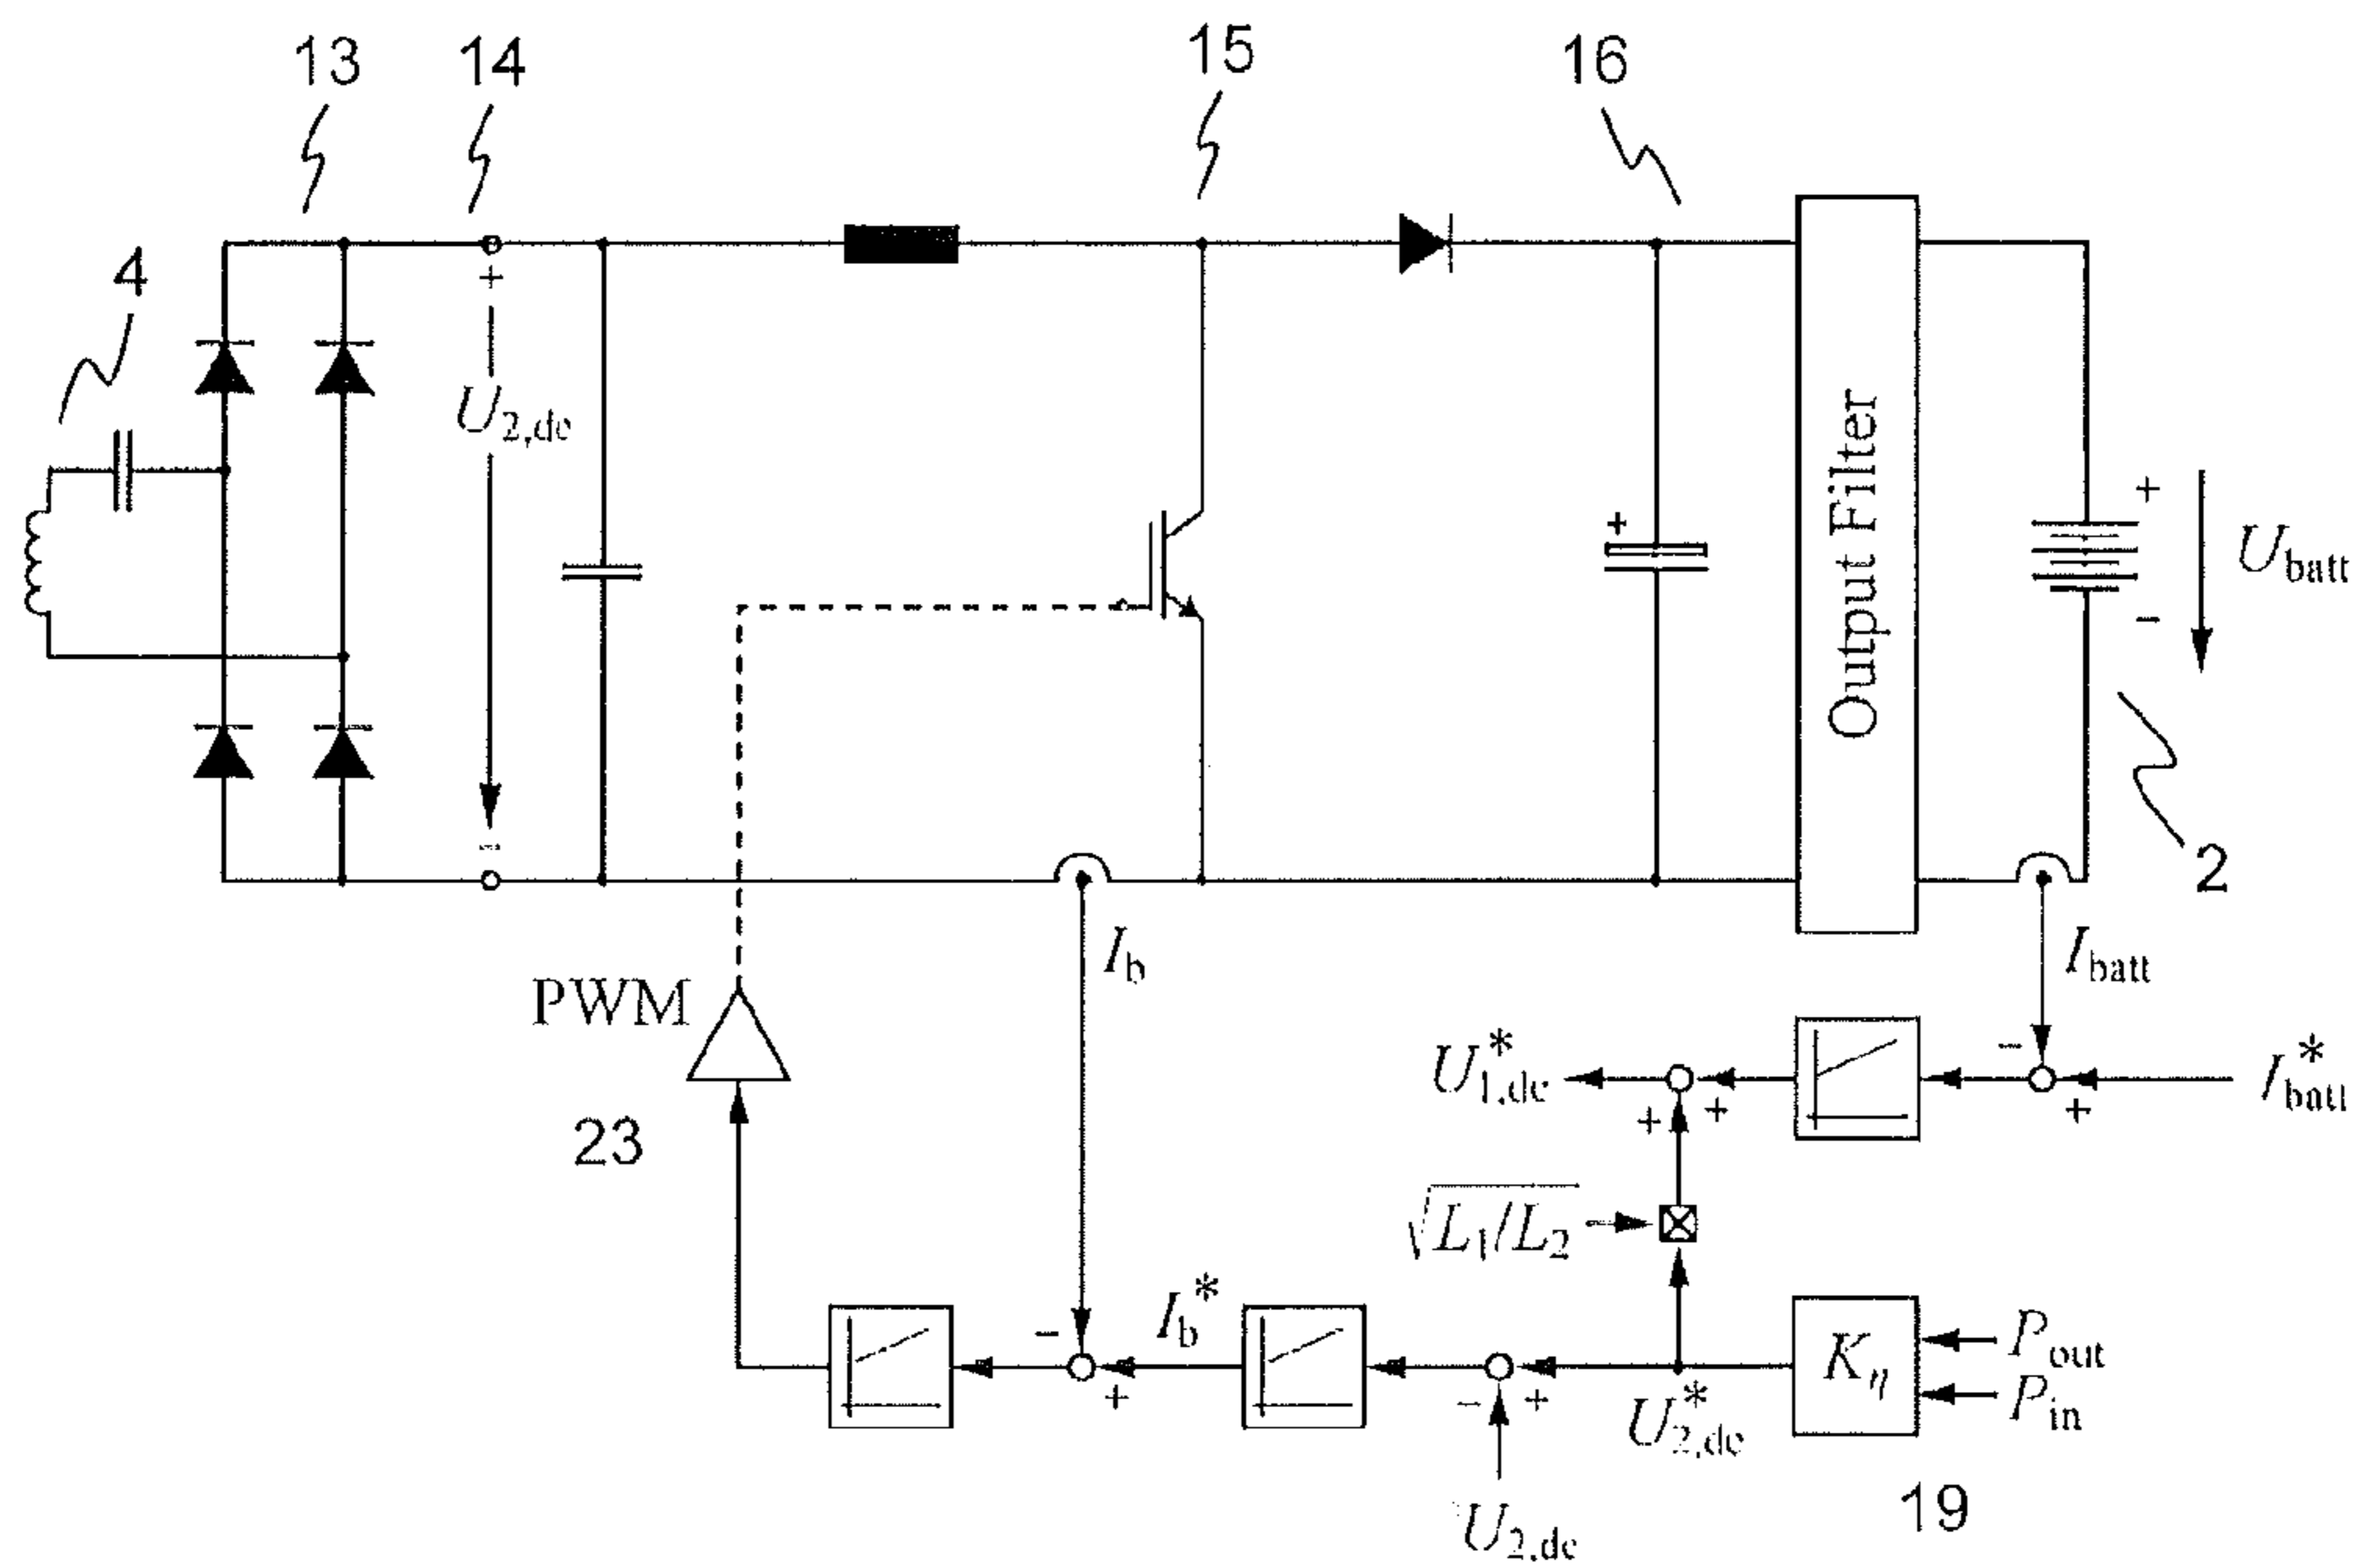 13 14 15 16
4
+
U2,dc
-
+
Output Filter
+
Ubatt
-
2
Ib
Ibatt
PWM
23
U*1,dc
+ +
-
+
I*batt
√L1/L2
-
+
Ib*
-
+
U*2,dc
Kη
Pout
Pin
U2,dc
19